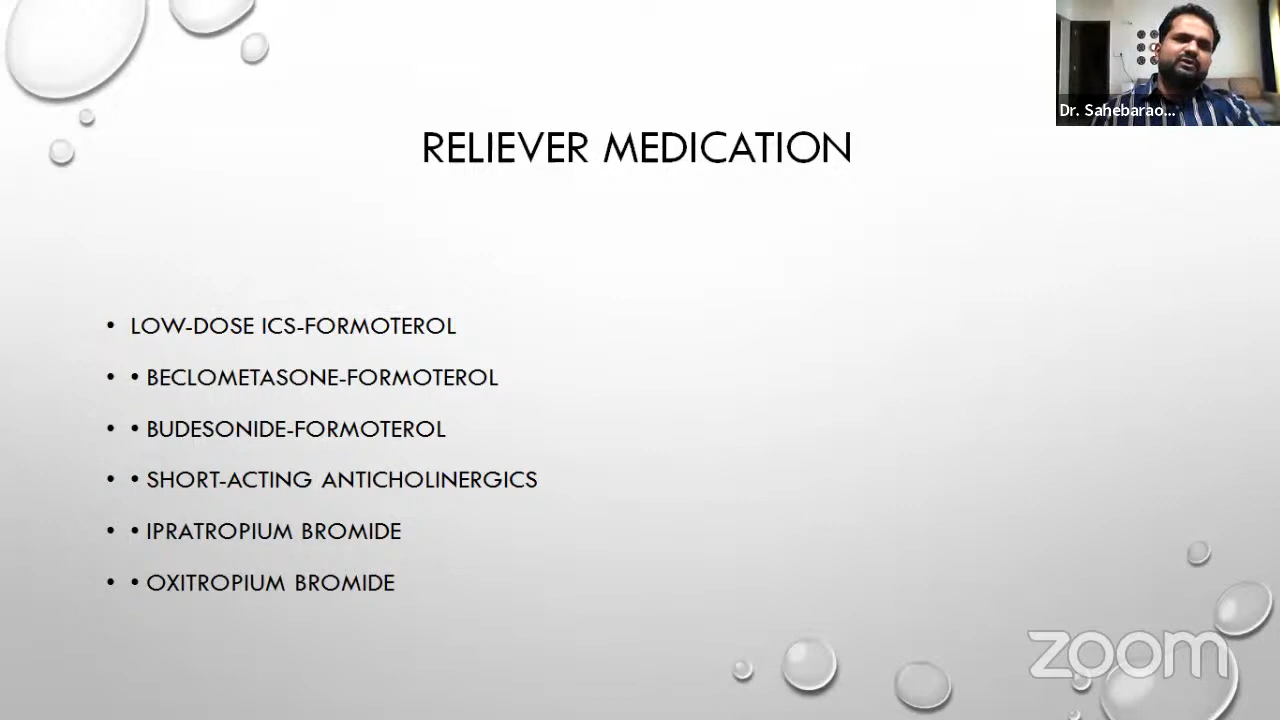 Dr. Sahebarao...
RELIEVER MEDICATION
• LOW-DOSE ICS-FORMOTEROL
• • BECLOMETASONE-FORMOTEROL
• • BUDESONIDE-FORMOTEROL
• • SHORT-ACTING ANTICHOLINERGICS
• • IPRATROPIUM BROMIDE
• • OXITROPIUM BROMIDE
zoom